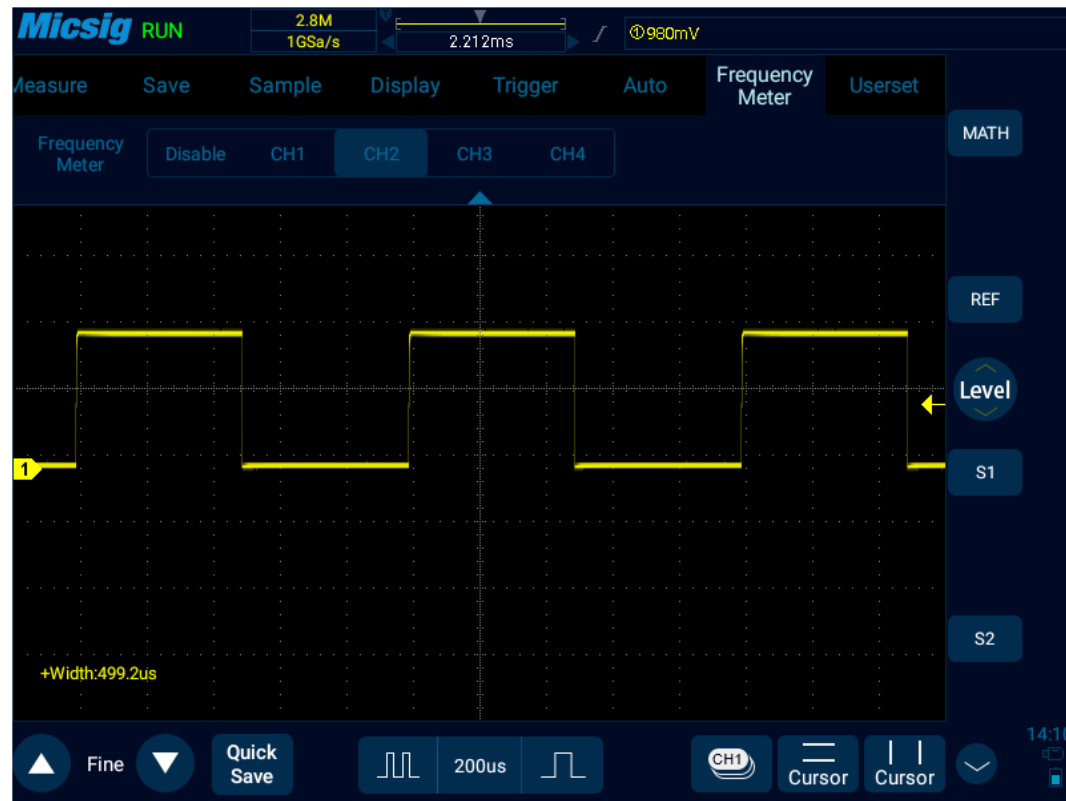 Micsig RUN
2.8M
1GSa/s
2.212ms
①980mV
Measure Save Sample Display Trigger Auto Frequency Meter Userset
Frequency Meter Disable CH1 CH2 CH3 CH4
MATH
REF
Level
1
S1
S2
+Width:499.2us
Fine
Quick Save
200us
CH1
Cursor
Cursor